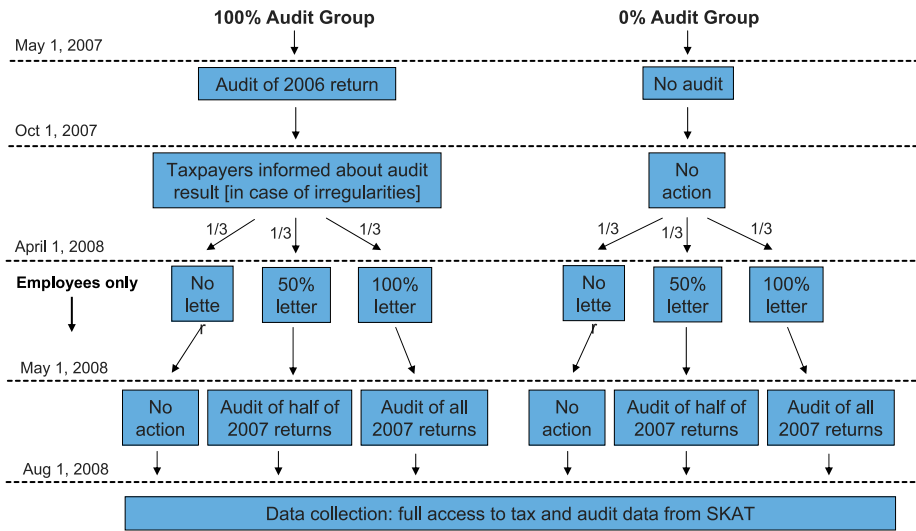 100% Audit Group
0% Audit Group
May 1, 2007
Audit of 2006 return
No audit
Oct 1, 2007
Taxpayers informed about audit
result [in case of irregularities]
No
action
1/3
1/3
1/3
1/3
1/3
1/3
April 1, 2008
Employees only
No
lette
r
50%
letter
100%
letter
No
lette
r
50%
letter
100%
letter
May 1, 2008
No
action
Audit of half of
2007 returns
Audit of all
2007 returns
No
action
Audit of half of
2007 returns
Audit of all
2007 returns
Aug 1, 2008
Data collection: full access to tax and audit data from SKAT